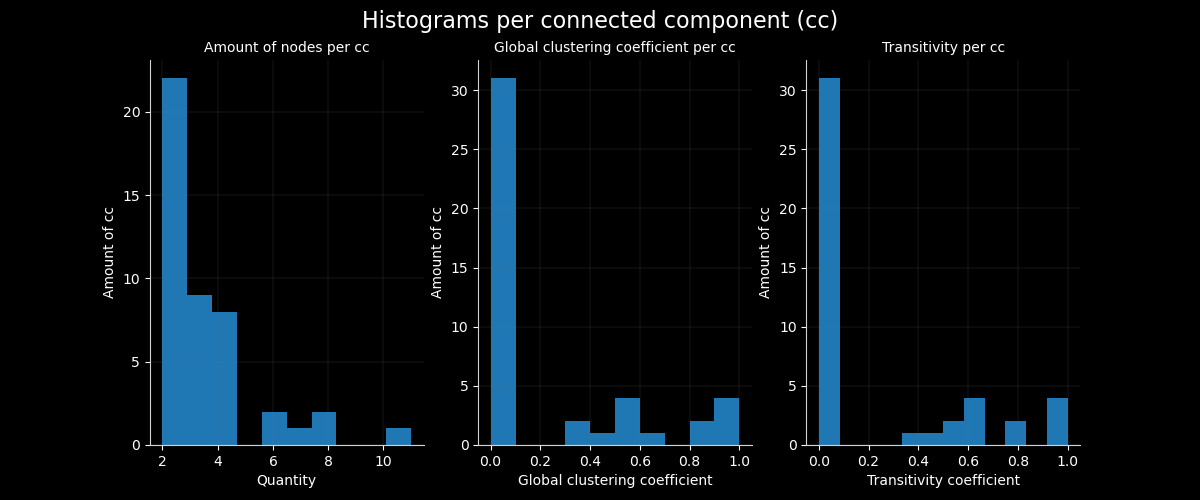 Histograms per connected component (cc)
Amount of nodes per cc
Amount of cc
20
15
10
5
0
2 4 6 8 10
Quantity
Global clustering coefficient per cc
Amount of cc
30
25
20
15
10
5
0
0.0 0.2 0.4 0.6 0.8 1.0
Global clustering coefficient
Transitivity per cc
Amount of cc
30
25
20
15
10
5
0
0.0 0.2 0.4 0.6 0.8 1.0
Transitivity coefficient